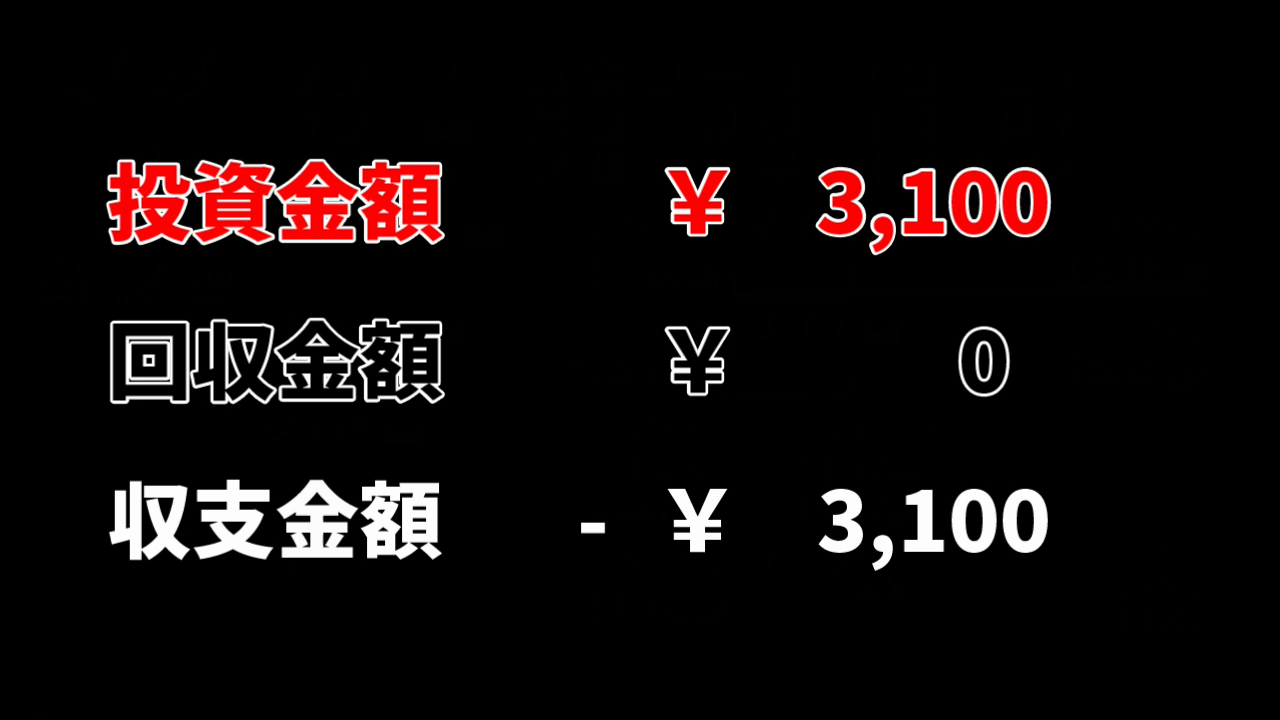 投資金額 ¥ 3,100
回収金額 ¥ 0
収支金額 - ¥ 3,100